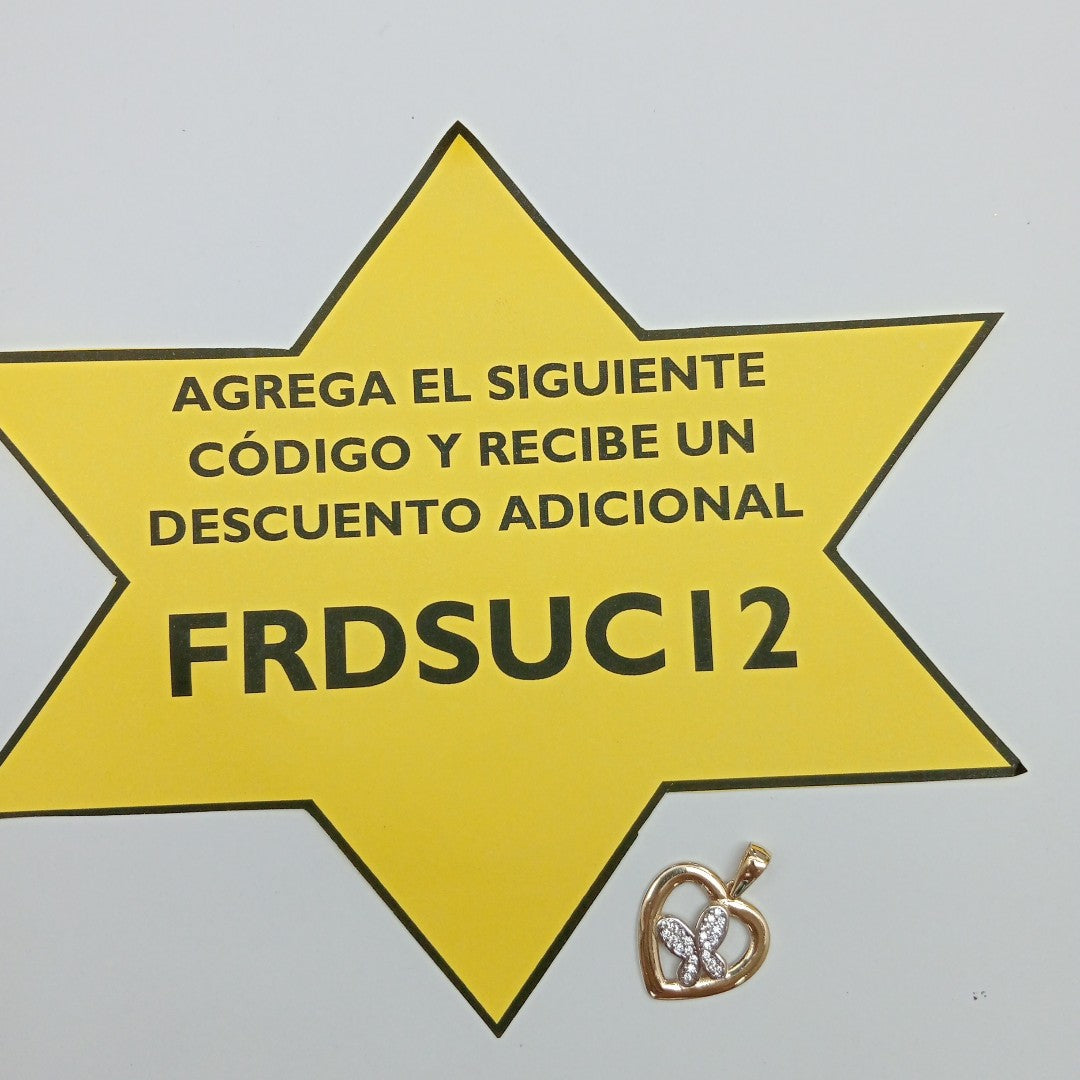 AGREGA EL SIGUIENTE
CÓDIGO Y RECIBE UN
DESCUENTO ADICIONAL
FRDSUC12